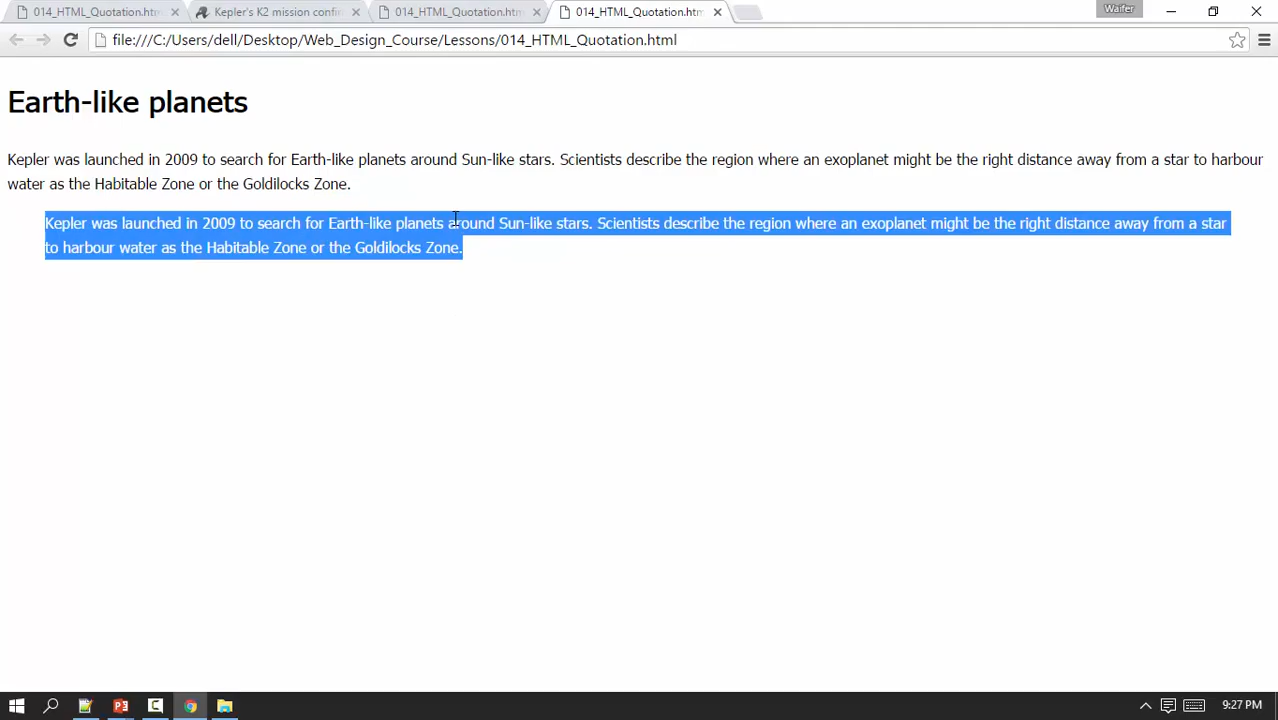 014_HTML_Quotation.htm
Kepler's K2 mission confi
014_HTML_Quotation.htm
014_HTML_Quotation.htm
Waifer
file:///C:/Users/dell/Desktop/Web_Design_Course/Lessons/014_HTML_Quotation.html
Earth-like planets
Kepler was launched in 2009 to search for Earth-like planets around Sun-like stars. Scientists describe the region where an exoplanet might be the right distance away from a star to harbour
water as the Habitable Zone or the Goldilocks Zone.
Kepler was launched in 2009 to search for Earth-like planets around Sun-like stars. Scientists describe the region where an exoplanet might be the right distance away from a star
to harbour water as the Habitable Zone or the Goldilocks Zone.
9:27 PM